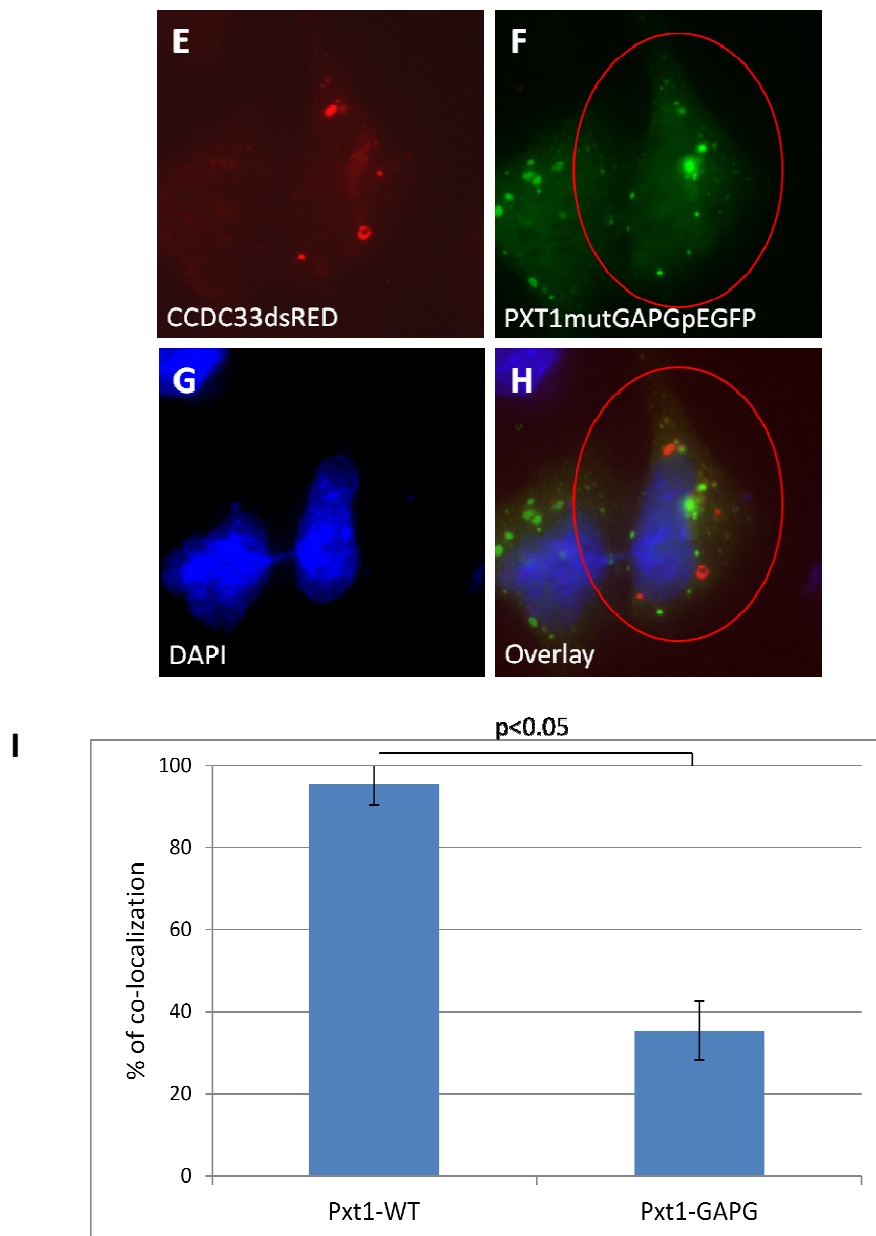 E
F
CCDC33dsRED
PXT1mutGAPGpEGFP
G
H
DAPI
Overlay
I
p<0.05
100
80
60
40
20
0
% of co-localization
Pxt1-WT
Pxt1-GAPG